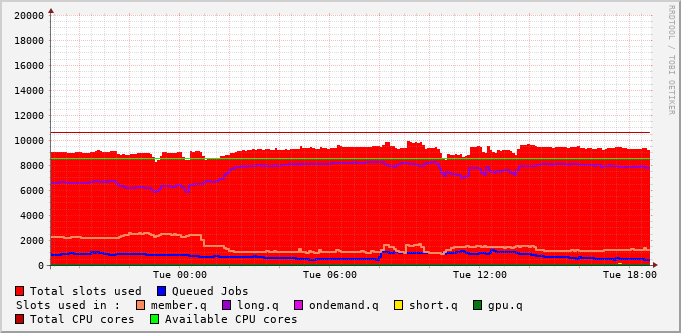 20000
18000
16000
14000
12000
10000
8000
6000
4000
2000
0
Tue 00:00 Tue 06:00 Tue 12:00 Tue 18:00
RRDTOOL / TOBI OETIKER
Total slots used Queued Jobs
Slots used in : member.q long.q ondemand.q short.q gpu.q
Total CPU cores Available CPU cores